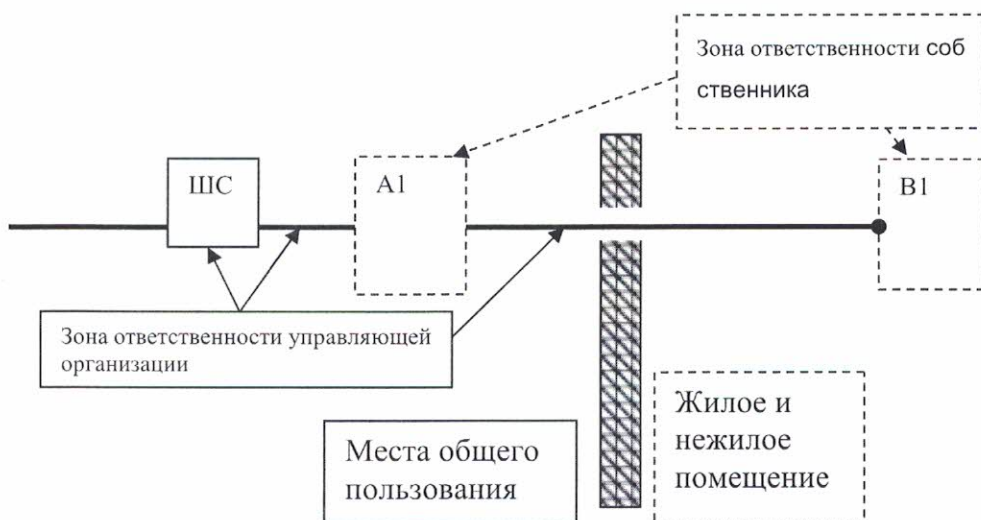 Зона ответственности соб
ственника
ШС
А1
В1
Зона ответственности управляющей
организации
Места общего
пользования
Жилое и
нежилое
помещение